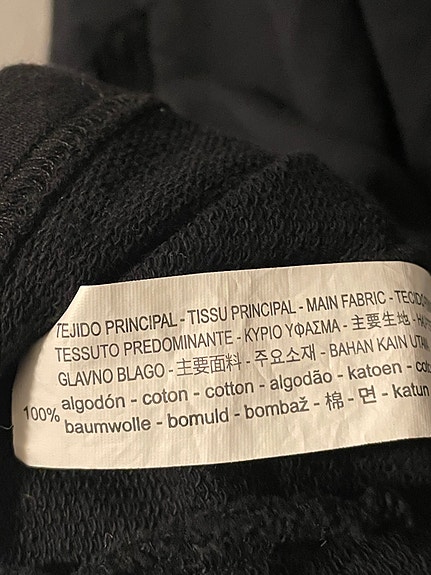 TEJIDO PRINCIPAL - TISSU PRINCIPAL - MAIN FABRIC -
TESSUTO PREDOMINANTE - ΚΥΡΙΟ ΥΦΑΣΜΑ - 主要生地 -
GLAVNO BLAGO - 主要面料 - 주요소재 - BAHAN KAIN UTAMA
100% algodón - coton - cotton - algodão - katoen -
baumwolle - bomuld - bombaž - 棉 - 면 - katun